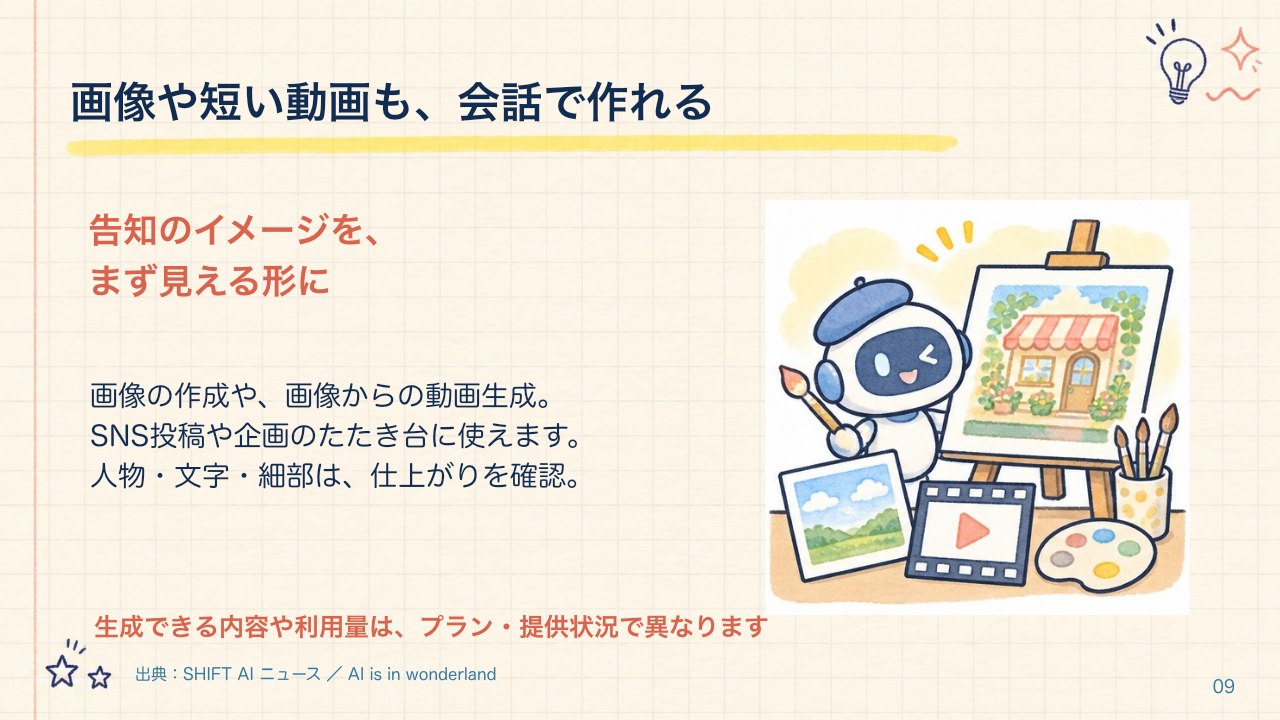 画像や短い動画も、会話で作れる
告知のイメージを、
まず見える形に
画像の作成や、画像からの動画生成。
SNS投稿や企画のたたき台に使えます。
人物・文字・細部は、仕上がりを確認。
生成できる内容や利用量は、プラン・提供状況で異なります
出典：SHIFT AI ニュース ／ AI is in wonderland
09